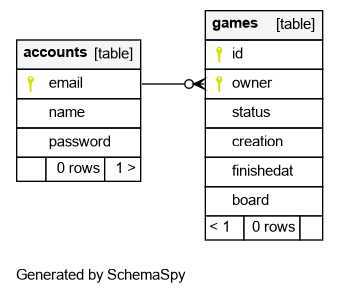 accounts [table]
email
name
password
0 rows 1 >
games [table]
id
owner
status
creation
finishedat
board
< 1 0 rows
Generated by SchemaSpy